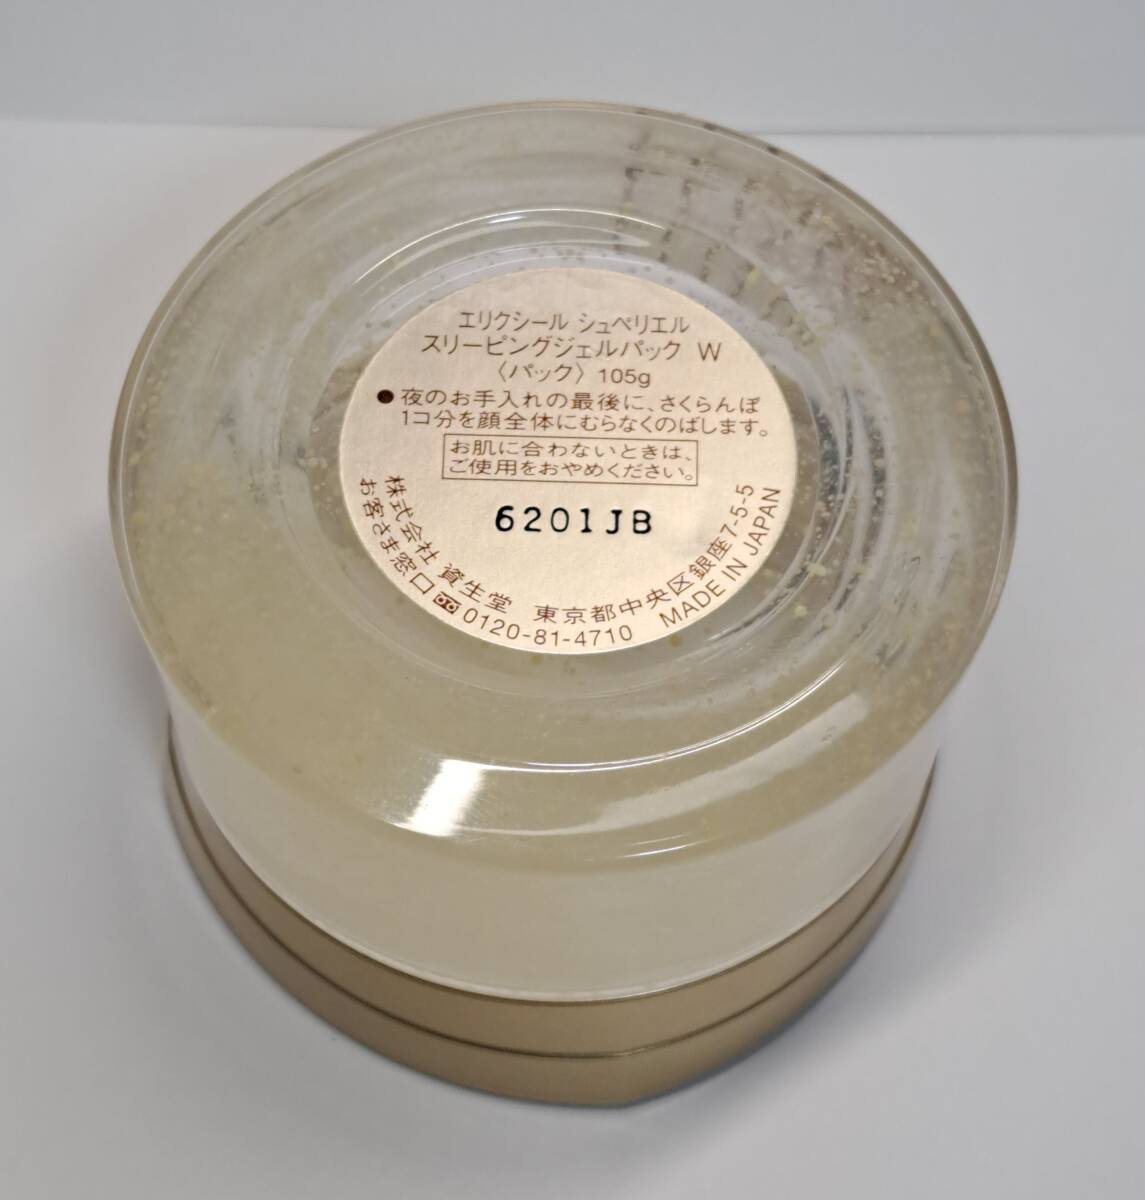 エリクシール シュペリエル
スリーピングジェルパック W
〈パック〉105g
●夜のお手入れの最後に、さくらんぼ
1コ分を顔全体にむらなくのばします。
お肌に合わないときは、
ご使用をおやめください。
6201JB
株式会社 資生堂 東京都中央区銀座7-5-5
お客さま窓口 0120-81-4710 MADE IN JAPAN